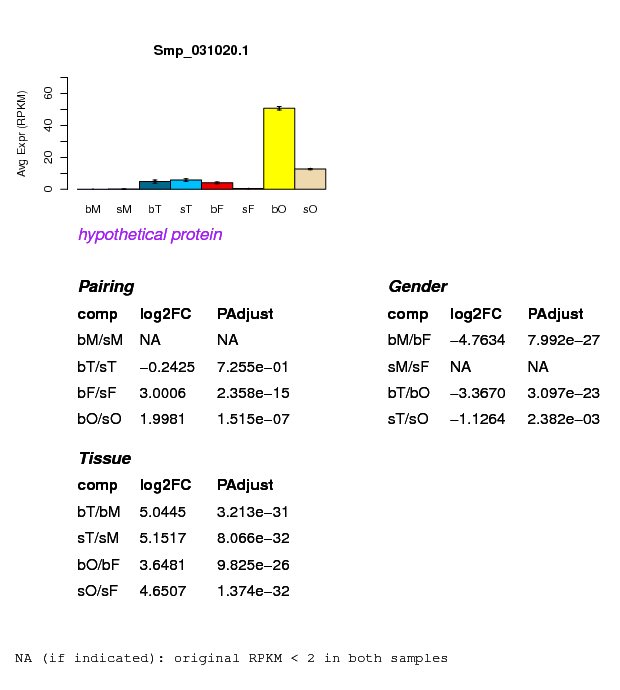 Smp_031020.1
Avg Expr (RPKM)
60
40
20
0
bM sM bT sT bF sF bO sO
hypothetical protein
Pairing
comp log2FC PAdjust
bM/sM NA NA
bT/sT −0.2425 7.255e−01
bF/sF 3.0006 2.358e−15
bO/sO 1.9981 1.515e−07
Gender
comp log2FC PAdjust
bM/bF −4.7634 7.992e−27
sM/sF NA NA
bT/bO −3.3670 3.097e−23
sT/sO −1.1264 2.382e−03
Tissue
comp log2FC PAdjust
bT/bM 5.0445 3.213e−31
sT/sM 5.1517 8.066e−32
bO/bF 3.6481 9.825e−26
sO/sF 4.6507 1.374e−32
NA (if indicated): original RPKM < 2 in both samples